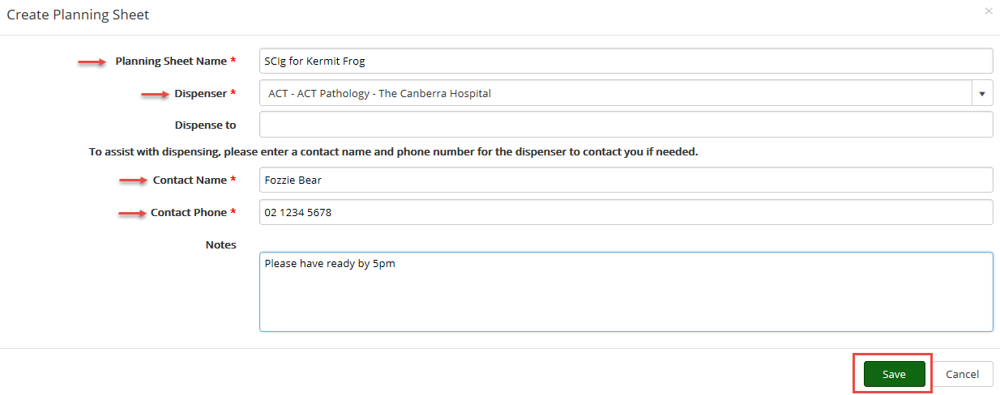 Create Planning Sheet ×
Planning Sheet Name * SCIg for Kermit Frog
Dispenser * ACT - ACT Pathology - The Canberra Hospital
Dispense to
To assist with dispensing, please enter a contact name and phone number for the dispenser to contact you if needed.
Contact Name * Fozzie Bear
Contact Phone * 02 1234 5678
Notes
Please have ready by 5pm
Save Cancel